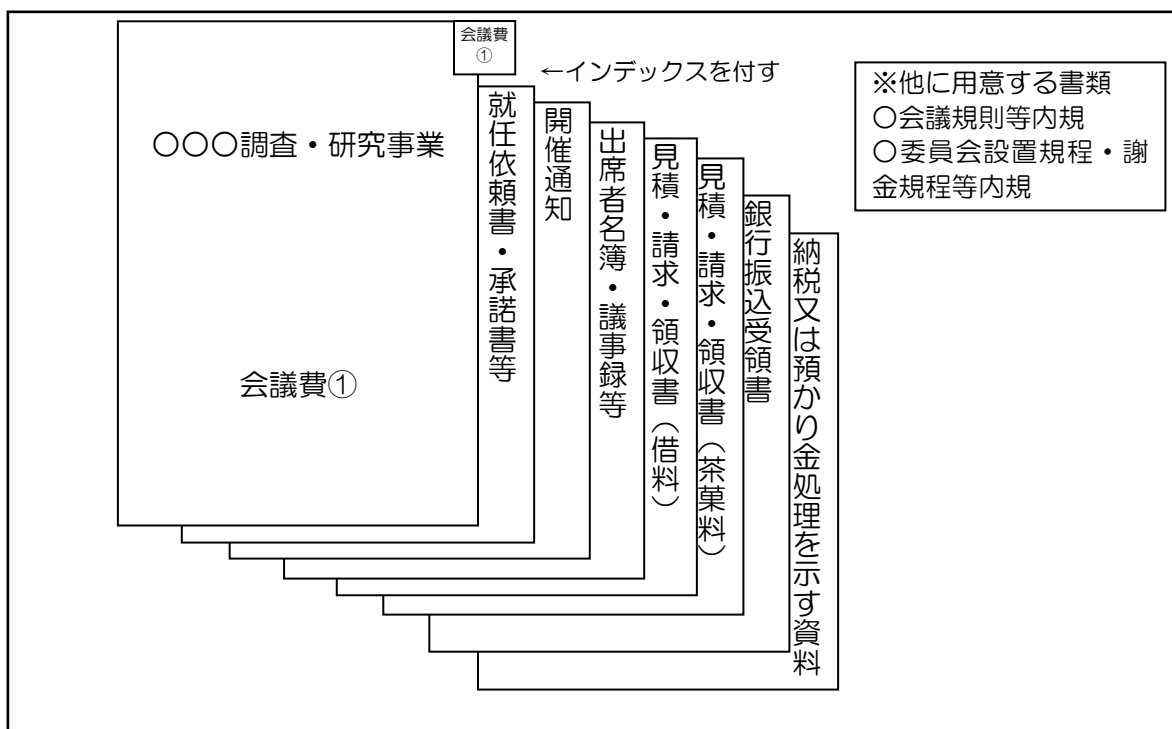 会議費
①
←インデックスを付す
〇〇〇調査・研究事業
会議費①
就任依頼書・承諾書等
開催通知
出席者名簿・議事録等
見積・請求・領収書（借料）
見積・請求・領収書（茶菓料）
銀行振込受領書
納税又は預かり金処理を示す資料
※他に用意する書類
〇会議規則等内規
〇委員会設置規程・謝
金規程等内規